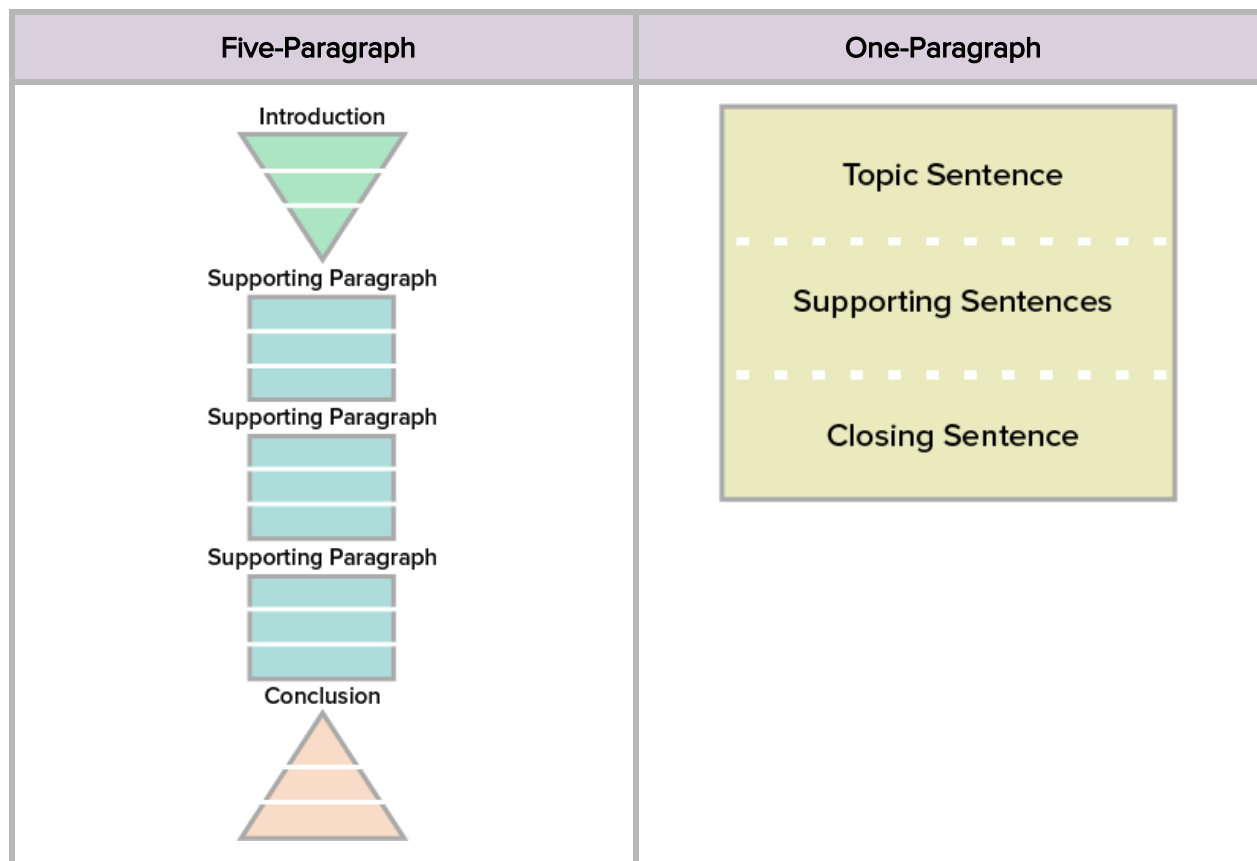 Five-Paragraph
One-Paragraph
Introduction
Supporting Paragraph
Supporting Paragraph
Supporting Paragraph
Conclusion
Topic Sentence
Supporting Sentences
Closing Sentence